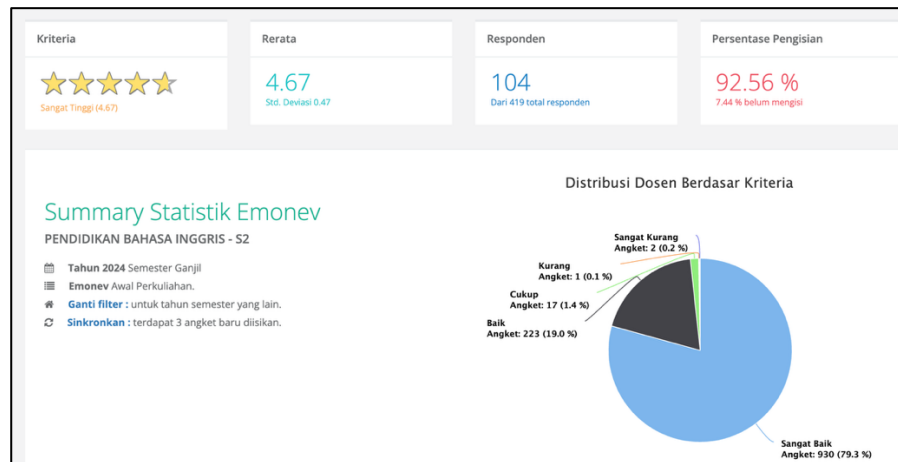 Kriteria
Sangat Tinggi (4.67)
Rerata
4.67
Std. Deviasi 0.47
Responden
104
Dari 419 total responden
Persentase Pengisian
92.56 %
7.44 % belum mengisi
Summary Statistik Emonev
PENDIDIKAN BAHASA INGGRIS - S2
Tahun 2024 Semester Ganjil
Emonev Awal Perkuliahan.
Ganti filter : untuk tahun semester yang lain.
Sinkronkan : terdapat 3 angket baru diisikan.
Distribusi Dosen Berdasar Kriteria
Sangat Kurang
Angket: 2 (0.2 %)
Kurang
Angket: 1 (0.1 %)
Cukup
Angket: 17 (1.4 %)
Baik
Angket: 223 (19.0 %)
Sangat Baik
Angket: 930 (79.3 %)